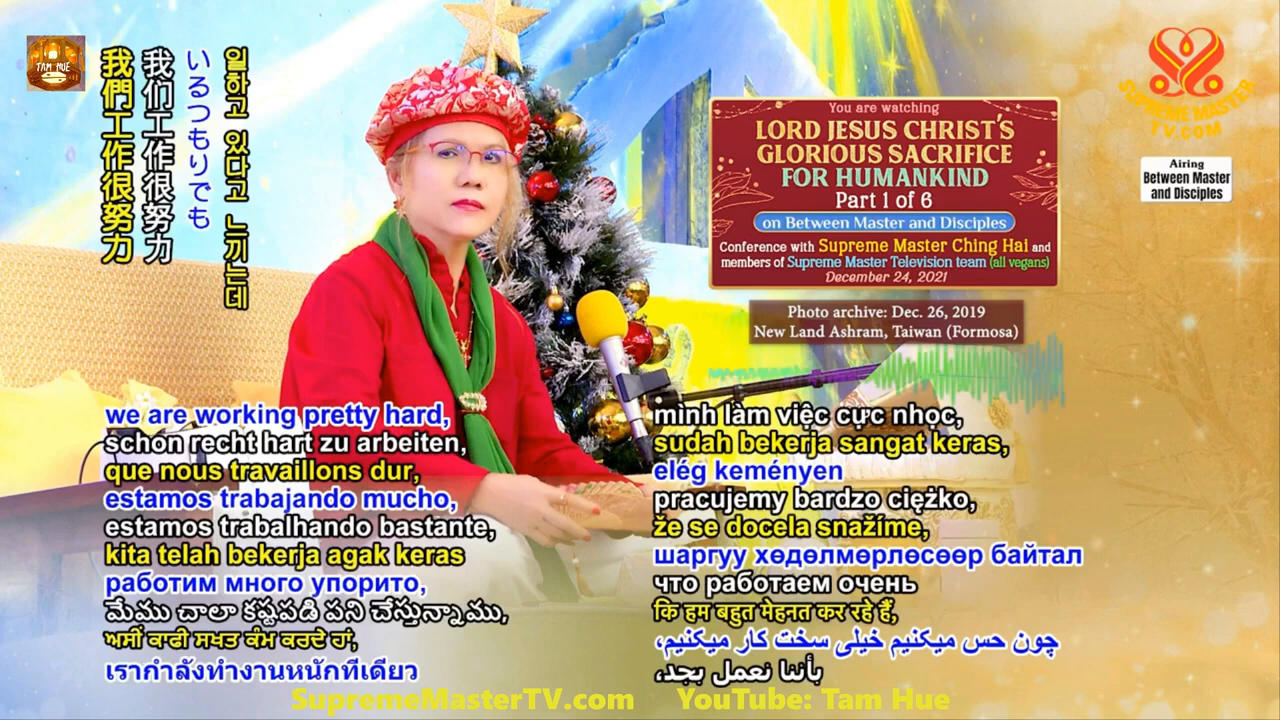 TAM HUE
我們工作很努力
我们工作很努力
いるつもりでも
일하고 있다고 느끼는데
You are watching
LORD JESUS CHRIST'S
GLORIOUS SACRIFICE
FOR HUMANKIND
Part 1 of 6
on Between Master and Disciples
Conference with Supreme Master Ching Hai and
members of Supreme Master Television team (all vegans)
December 24, 2021
Photo archive: Dec. 26, 2019
New Land Ashram, Taiwan (Formosa)
SUPREME MASTER
TV.COM
Airing
Between Master
and Disciples
we are working pretty hard,
schon recht hart zu arbeiten,
que nous travaillons dur,
estamos trabajando mucho,
estamos trabalhando bastante,
kita telah bekerja agak keras
работим много упорито,
మేము చాలా కష్టపడి పని చేస్తున్నాము,
ਅਸੀਂ ਕਾਫੀ ਸਖਤ ਕੰਮ ਕਰਦੇ ਹਾਂ,
เรากำลังทำงานหนักทีเดียว
mình làm việc cực nhọc,
sudah bekerja sangat keras,
elég keményen
pracujemy bardzo ciężko,
že se docela snažíme,
шаргуу хөдөлмөрлөсөөр байтал
что работаем очень
कि हम बहुत मेहनत कर रहे हैं,
چون حس میکنیم خیلی سخت کار میکنیم،
بأننا نعمل بجد،
SupremeMasterTV.com YouTube: Tam Hue